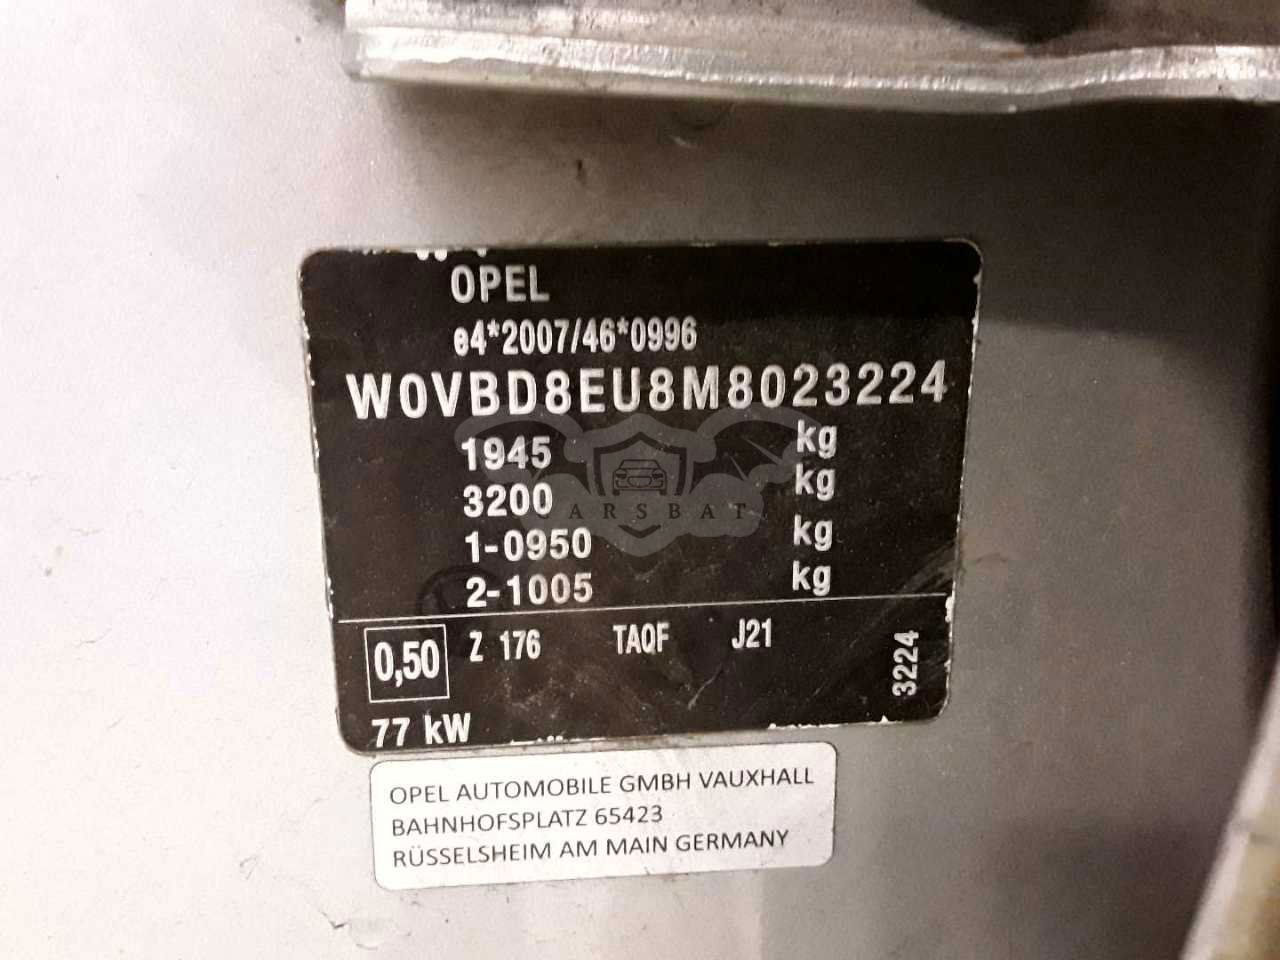 OPEL
e4*2007/46*0996
W0VBD8EU8M8023224
1945 kg
3200 kg
1-0950 kg
2-1005 kg
0,50 Z 176 TAQF J21 3224
77 kW
CARSBAT
OPEL AUTOMOBILE GMBH VAUXHALL
BAHNHOFSPLATZ 65423
RÜSSELSHEIM AM MAIN GERMANY